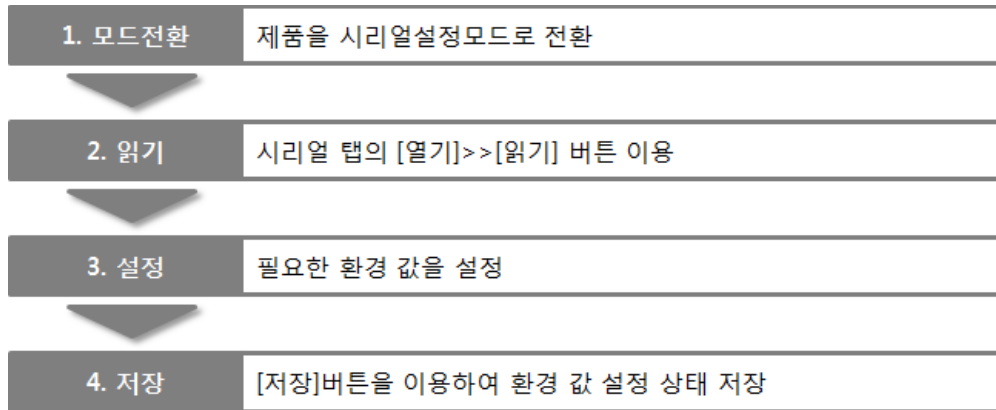 1. 모드전환 제품을 시리얼설정모드로 전환
2. 읽기 시리얼 탭의 [열기]>>[읽기] 버튼 이용
3. 설정 필요한 환경 값을 설정
4. 저장 [저장]버튼을 이용하여 환경 값 설정 상태 저장